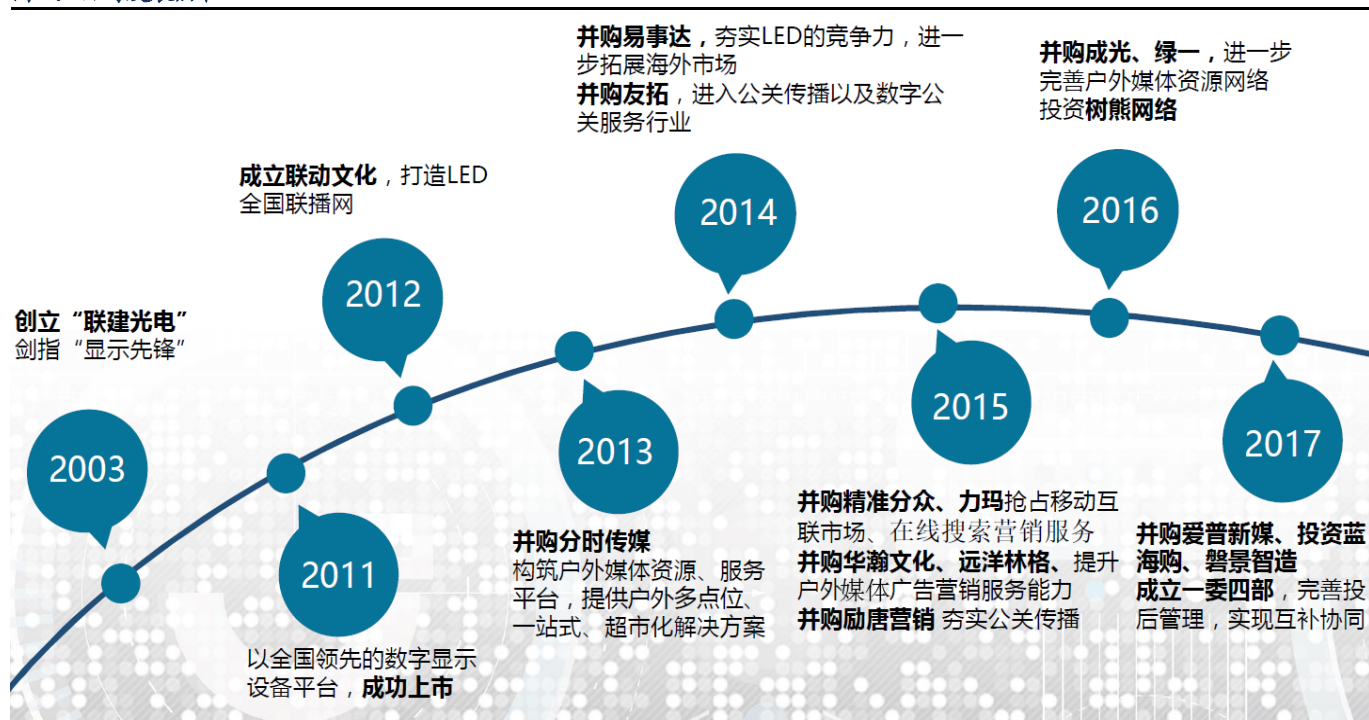 创立“联建光电”
剑指“显示先锋”
2003
2011
以全国领先的数字显示
设备平台，成功上市
成立联动文化，打造LED
全国联播网
2012
2013
并购分时传媒
构筑户外媒体资源、服务
平台，提供户外多点位、
一站式、超市化解决方案
并购易事达，夯实LED的竞争力，进一
步拓展海外市场
并购友拓，进入公关传播以及数字公
关服务行业
2014
2015
并购精准分众、力玛抢占移动互
联市场、在线搜索营销服务
并购华瀚文化、远洋林格、提升
户外媒体广告营销服务能力
并购励唐营销 夯实公关传播
并购成光、绿一，进一步
完善户外媒体资源网络
投资树熊网络
2016
2017
并购爱普新媒、投资蓝
海购、磐景智造
成立一委四部，完善投
后管理，实现互补协同